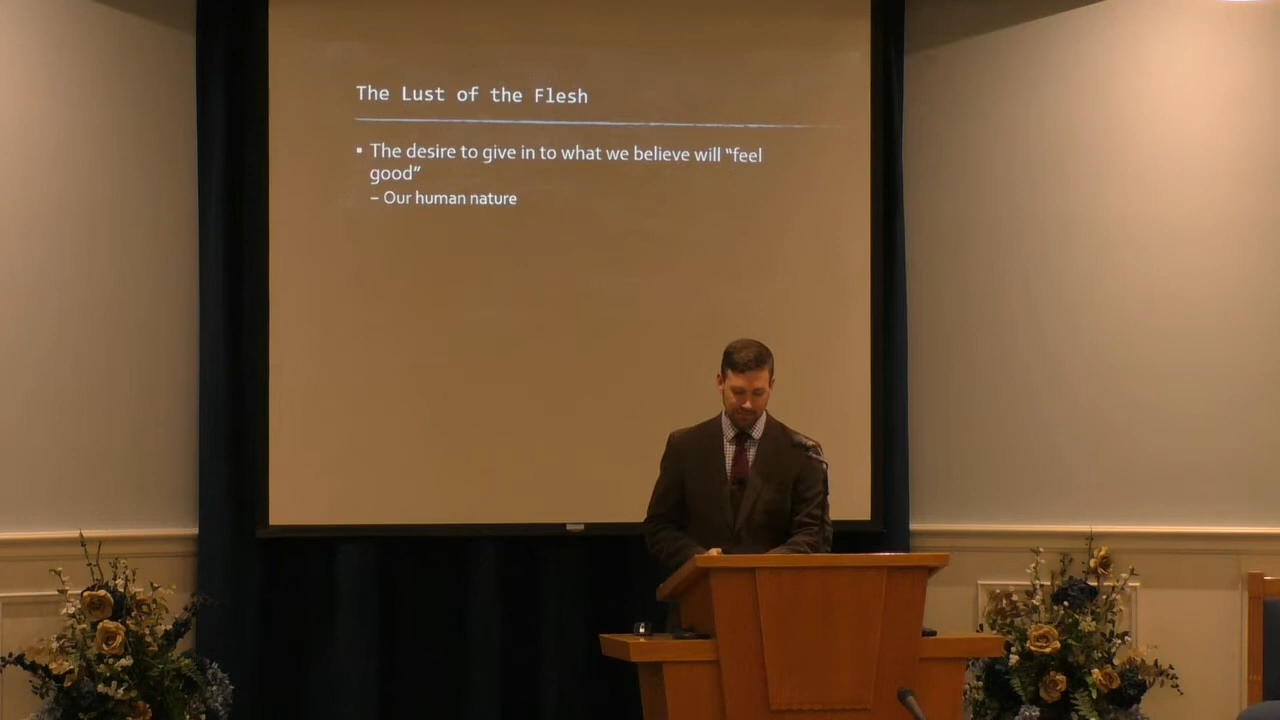 The Lust of the Flesh
▪ The desire to give in to what we believe will “feel
good”
– Our human nature